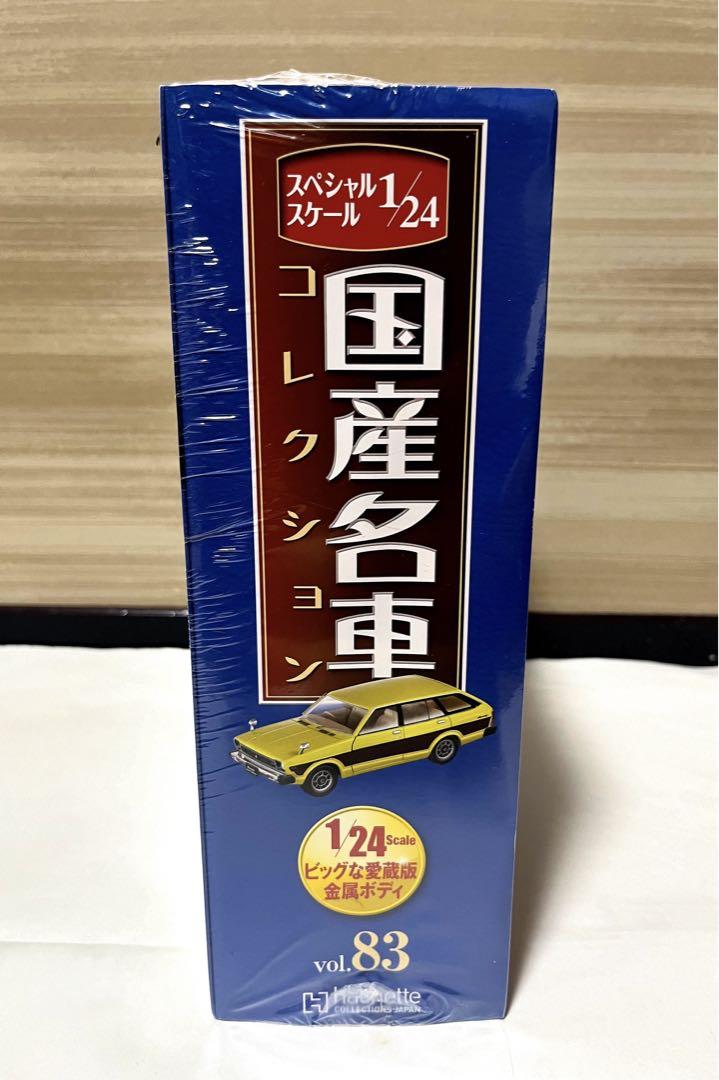 スペシャル
スケール
1/24
国産名車
コレクション
1/24 Scale
ビッグな愛蔵版
金属ボディ
vol.83
Hachette
COLLECTIONS JAPAN